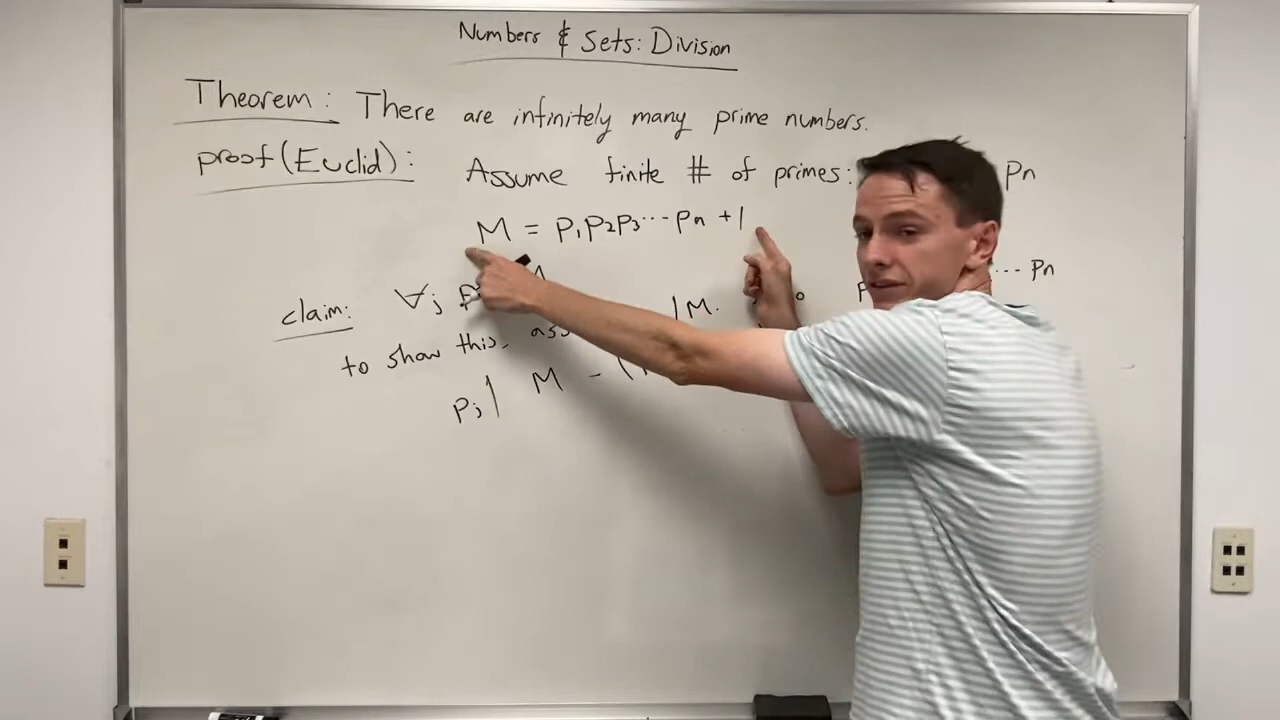 Numbers & Sets: Division
Theorem: There are infinitely many prime numbers.
proof (Euclid): Assume finite # of primes: Pn
M = P₁P₂P₃⋯Pn +1
claim: ∀j ⋯ Pn
to show this, |M.
Pj | M -